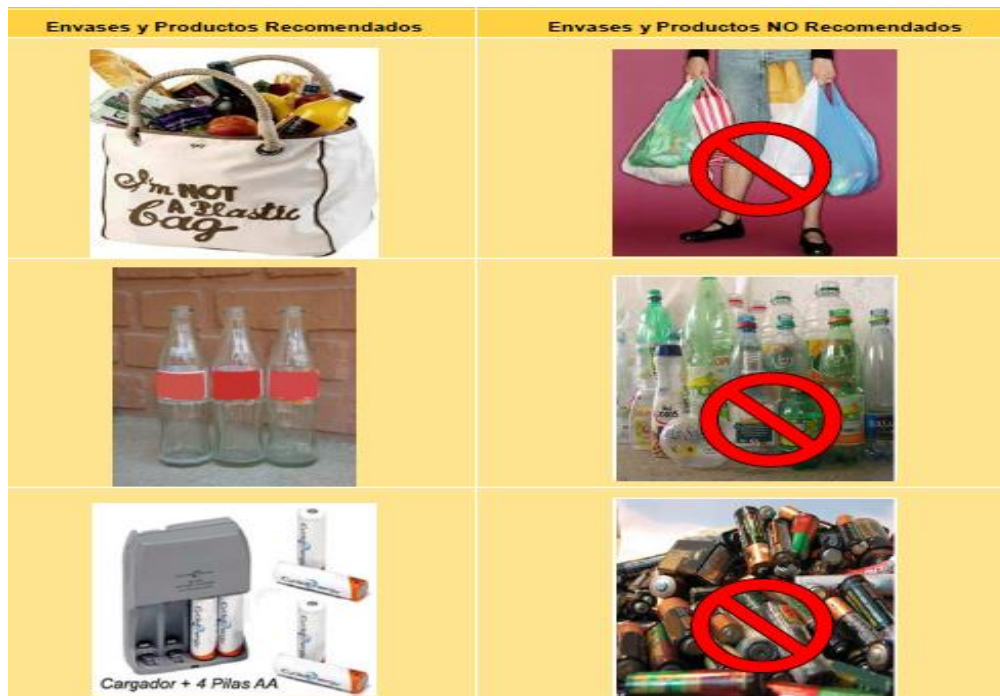 Envases y Productos Recomendados
Envases y Productos NO Recomendados
I'm NOT
A Plastic
bag
Cargador + 4 Pilas AA